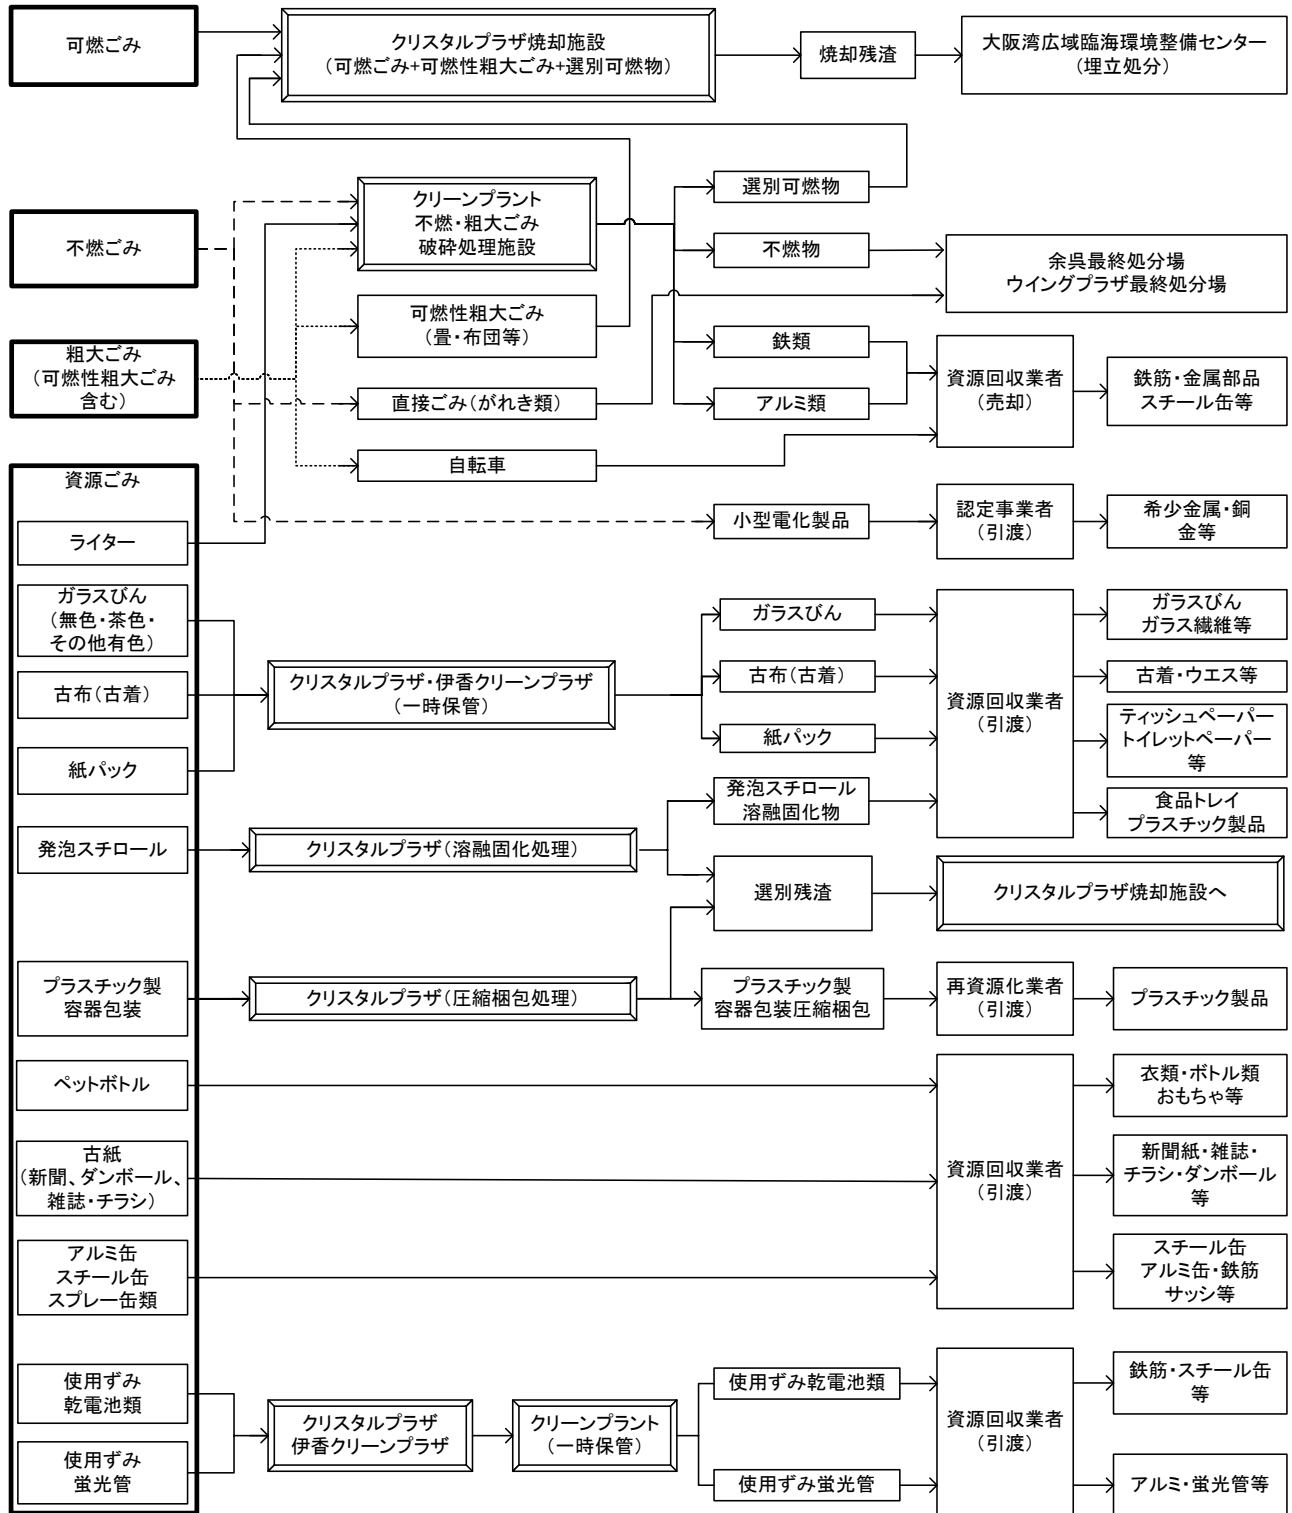 可燃ごみ
クリスタルプラザ焼却施設
（可燃ごみ+可燃性粗大ごみ+選別可燃物）
焼却残渣
大阪湾広域臨海環境整備センター
（埋立処分）
不燃ごみ
クリーンプラント
不燃・粗大ごみ
破砕処理施設
選別可燃物
不燃物
余呉最終処分場
ウイングプラザ最終処分場
粗大ごみ
（可燃性粗大ごみ
含む）
可燃性粗大ごみ
（畳・布団等）
直接ごみ（がれき類）
自転車
鉄類
アルミ類
資源回収業者
（売却）
鉄筋・金属部品
スチール缶等
資源ごみ
ライター
小型電化製品
認定事業者
（引渡）
希少金属・銅
金等
ガラスびん
（無色・茶色・
その他有色）
古布（古着）
紙パック
クリスタルプラザ・伊香クリーンプラザ
（一時保管）
ガラスびん
古布（古着）
紙パック
発泡スチロール
溶融固化物
資源回収業者
（引渡）
ガラスびん
ガラス繊維等
古着・ウエス等
ティッシュペーパー
トイレットペーパー
等
食品トレイ
プラスチック製品
発泡スチロール
クリスタルプラザ（溶融固化処理）
選別残渣
クリスタルプラザ焼却施設へ
プラスチック製
容器包装
クリスタルプラザ（圧縮梱包処理）
プラスチック製
容器包装圧縮梱包
再資源化業者
（引渡）
プラスチック製品
ペットボトル
古紙
（新聞、ダンボール、
雑誌・チラシ）
アルミ缶
スチール缶
スプレー缶類
資源回収業者
（引渡）
衣類・ボトル類
おもちゃ等
新聞紙・雑誌・
チラシ・ダンボール
等
スチール缶
アルミ缶・鉄筋
サッシ等
使用ずみ
乾電池類
使用ずみ
蛍光管
クリスタルプラザ
伊香クリーンプラザ
クリーンプラント
（一時保管）
使用ずみ乾電池類
使用ずみ蛍光管
資源回収業者
（引渡）
鉄筋・スチール缶
等
アルミ・蛍光管等